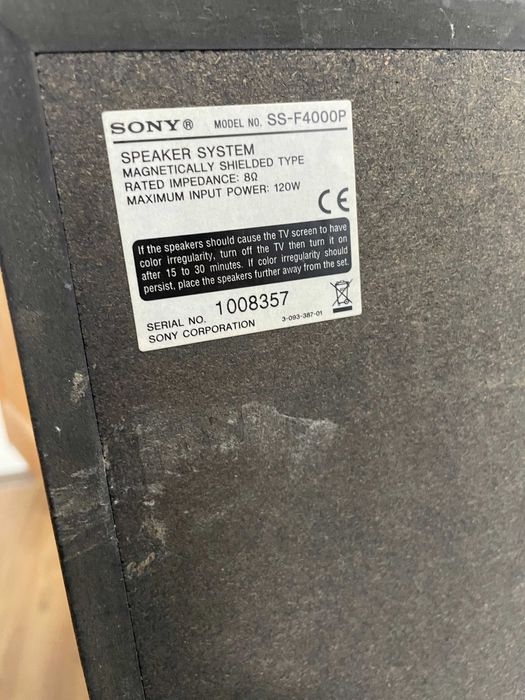 SONY® MODEL NO. SS-F4000P
SPEAKER SYSTEM
MAGNETICALLY SHIELDED TYPE
RATED IMPEDANCE: 8Ω
MAXIMUM INPUT POWER: 120W
CE
If the speakers should cause the TV screen to have
color irregularity, turn off the TV then turn it on
after 15 to 30 minutes. If color irregularity should
persist, place the speakers further away from the set.
SERIAL NO. 1008357
SONY CORPORATION 3-093-387-01